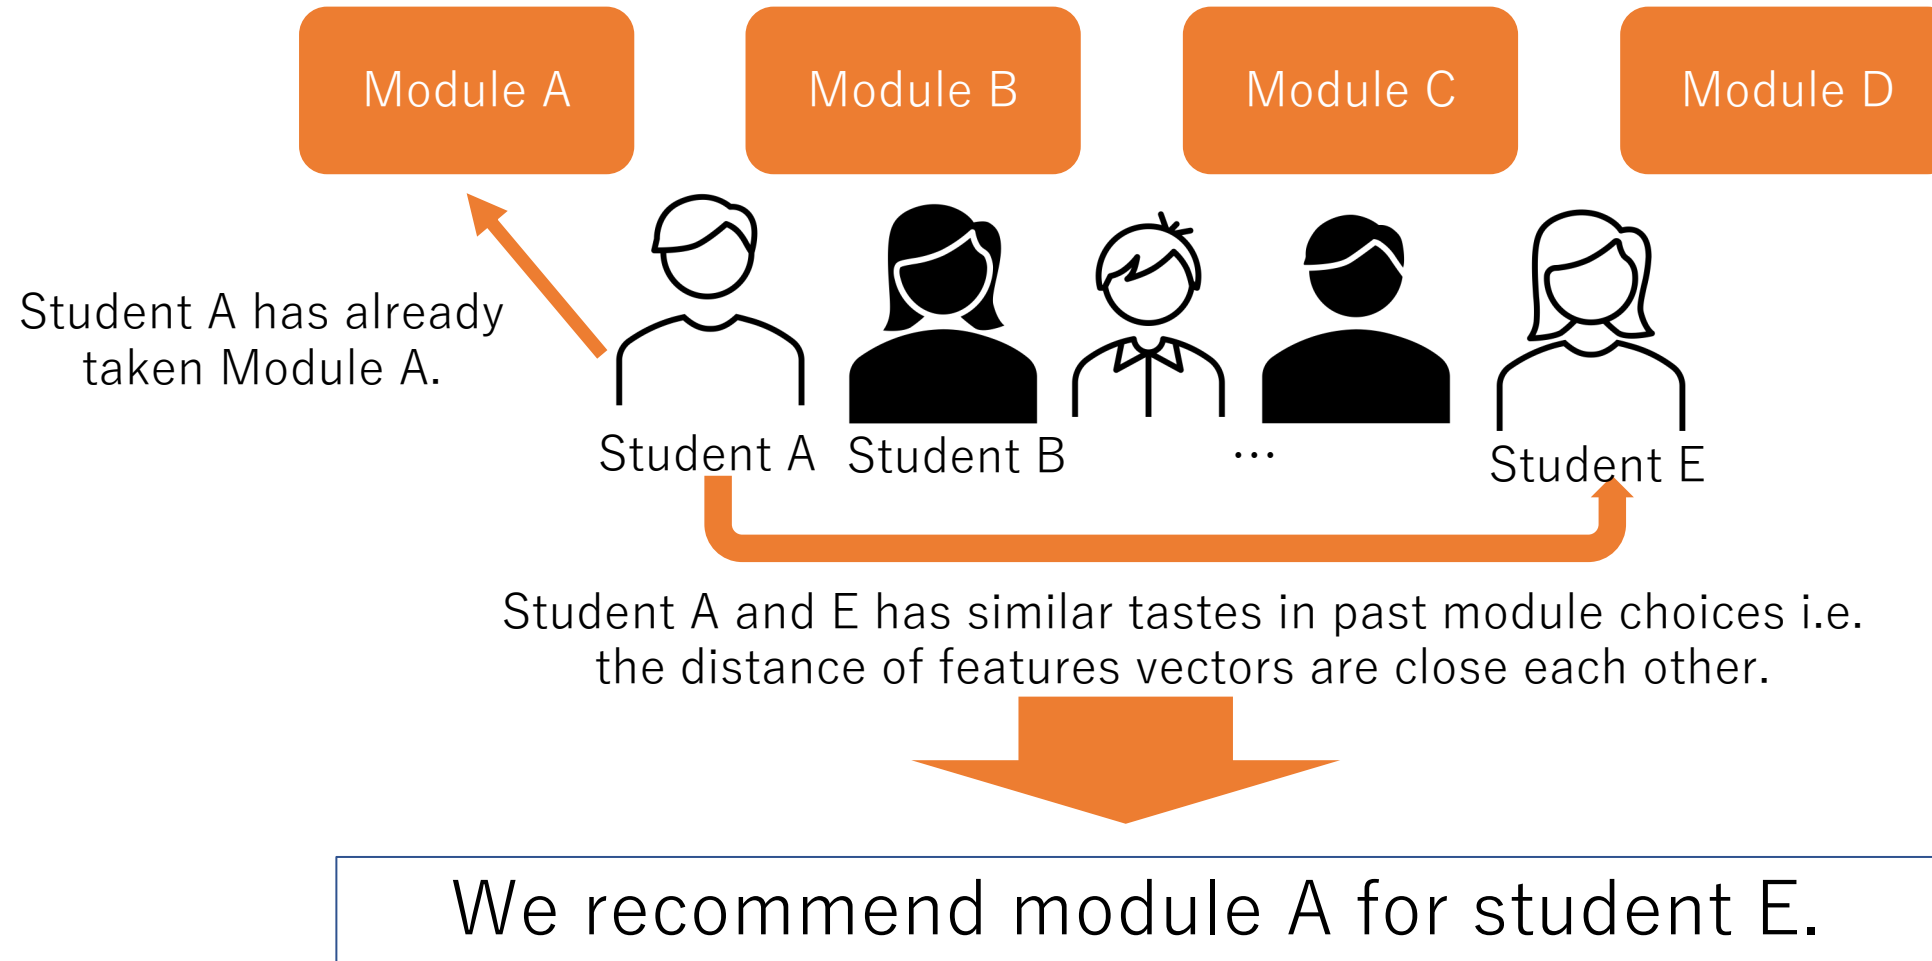 Module A
Module B
Module C
Module D
Student A has already
taken Module A.
Student A
Student B
...
Student E
Student A and E has similar tastes in past module choices i.e.
the distance of features vectors are close each other.
We recommend module A for student E.